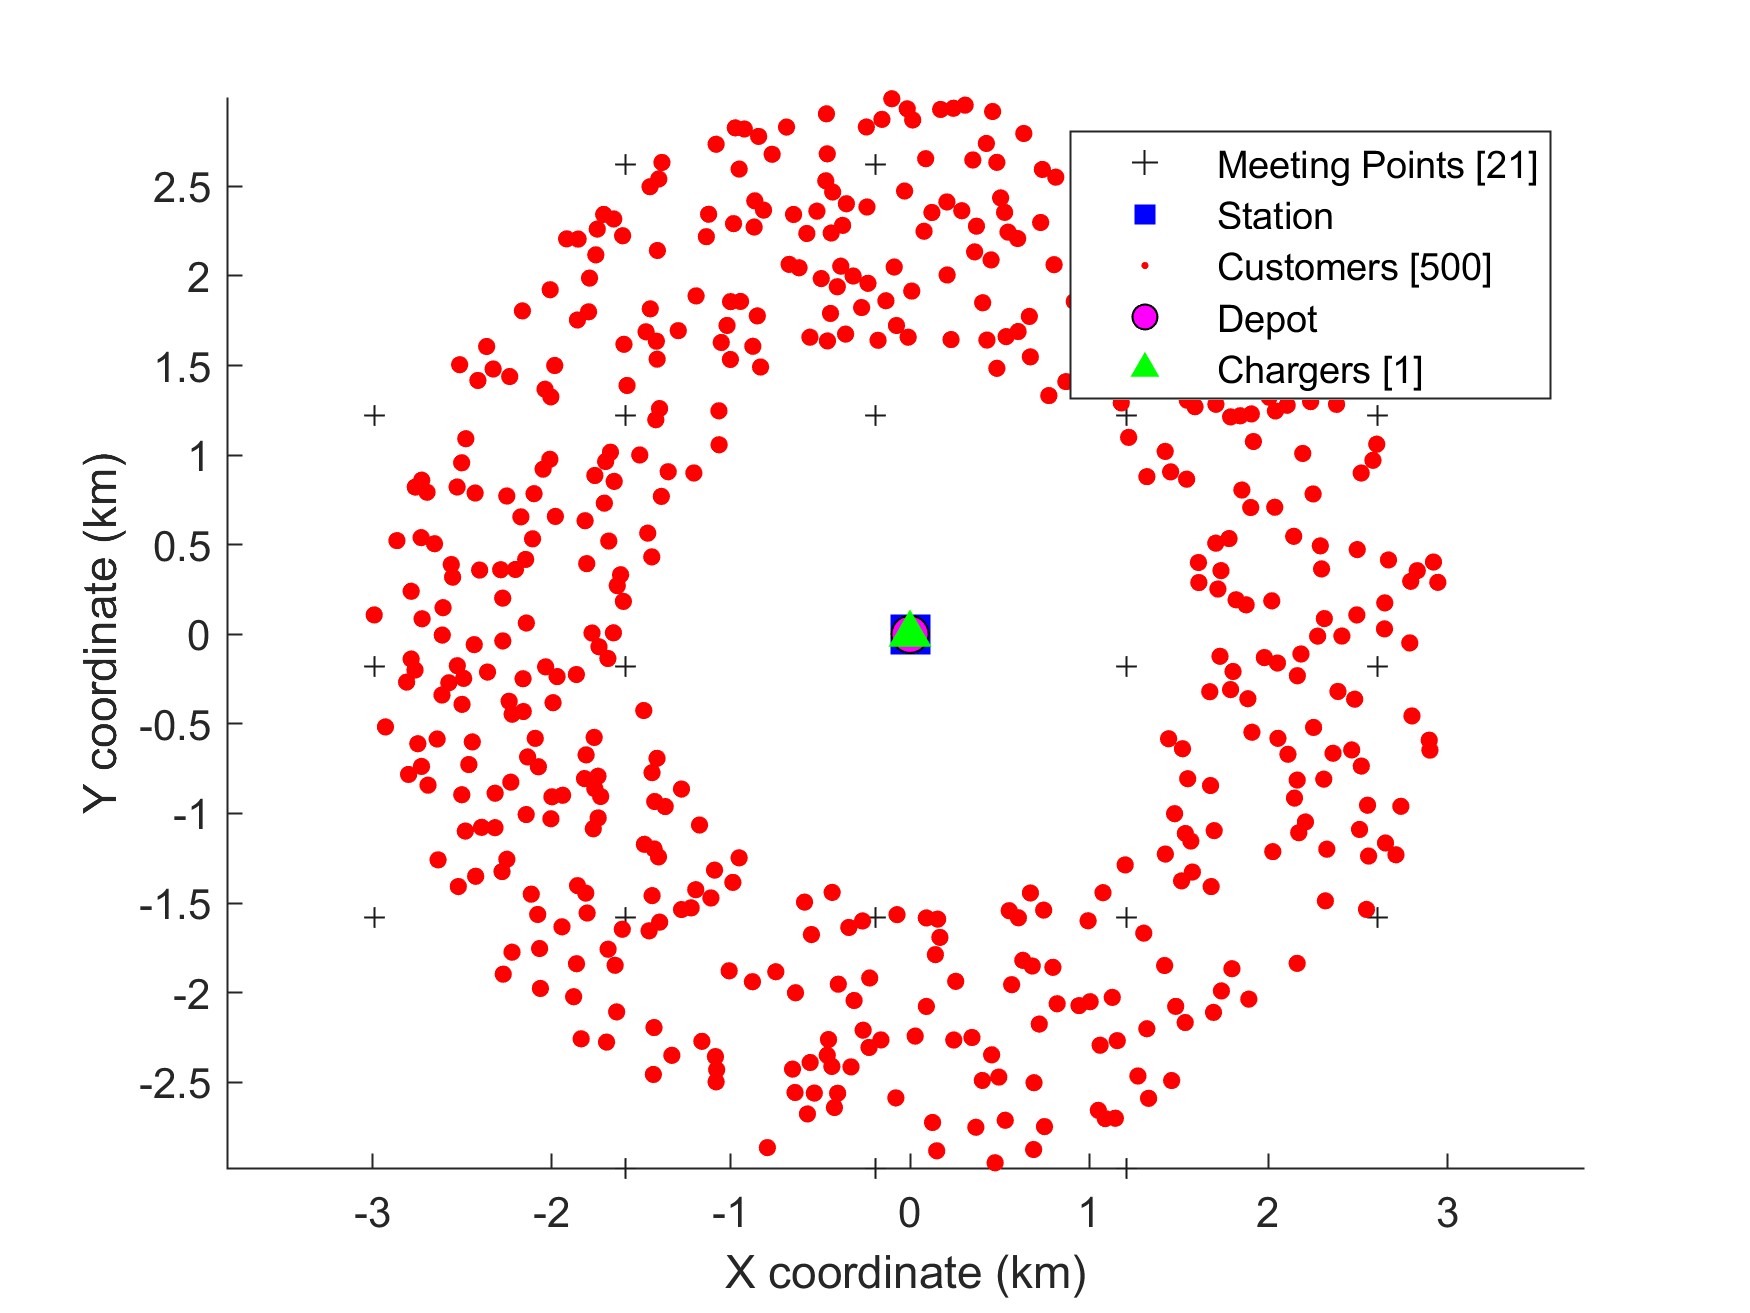 2.5
2
1.5
1
0.5
0
-0.5
-1
-1.5
-2
-2.5
Y coordinate (km)
Meeting Points [21]
Station
Customers [500]
Depot
Chargers [1]
-3 -2 -1 0 1 2 3
X coordinate (km)